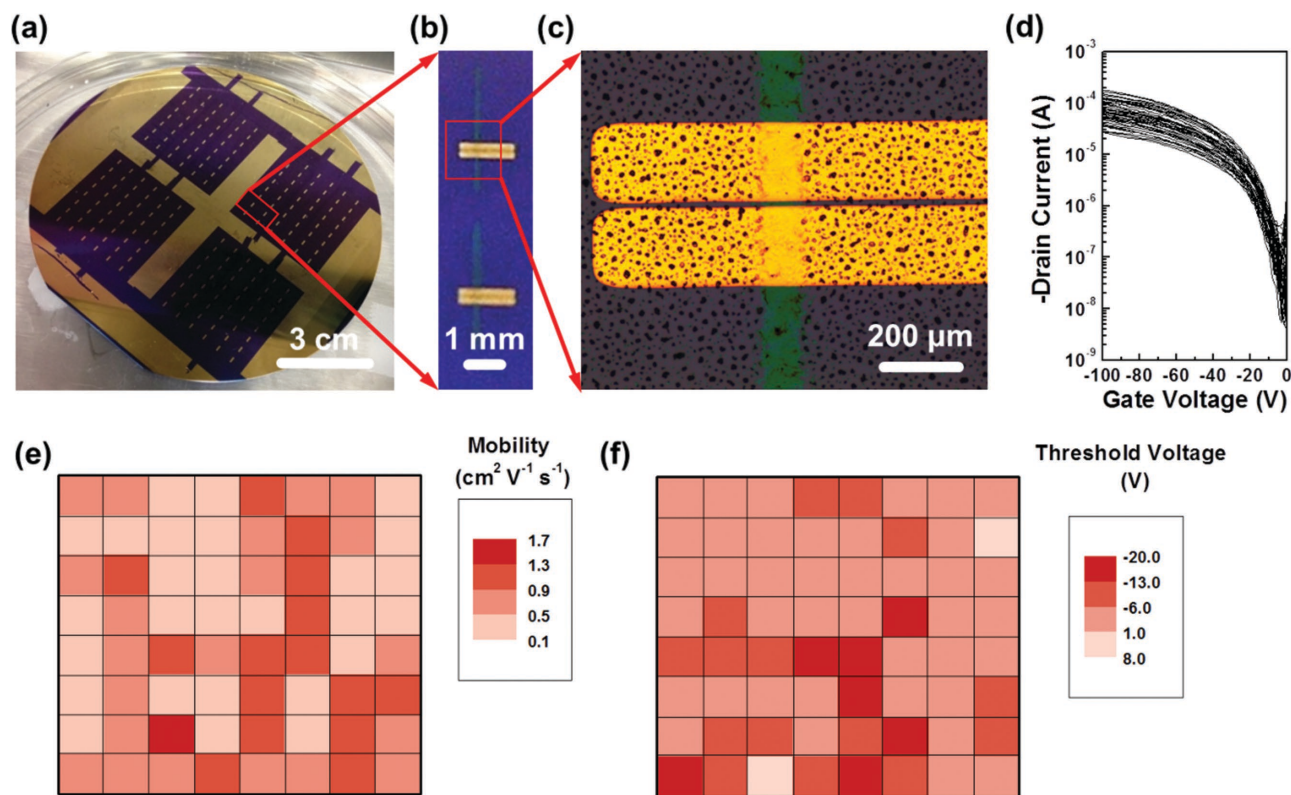 (a)
3 cm
(b)
1 mm
(c)
200 µm
(d)
-Drain Current (A)
10⁻³
10⁻⁴
10⁻⁵
10⁻⁶
10⁻⁷
10⁻⁸
10⁻⁹
-100 -80 -60 -40 -20 0
Gate Voltage (V)
(e)
Mobility
(cm² V⁻¹ s⁻¹)
1.7
1.3
0.9
0.5
0.1
(f)
Threshold Voltage
(V)
-20.0
-13.0
-6.0
1.0
8.0